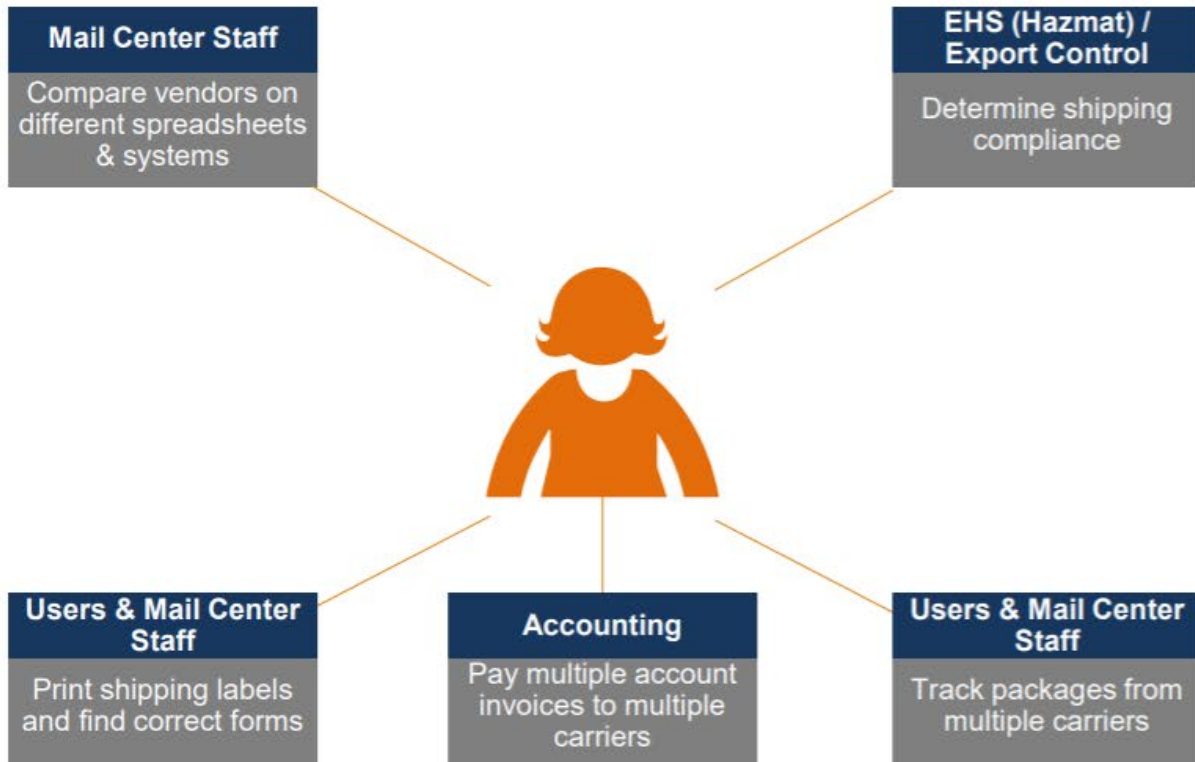 Mail Center Staff
Compare vendors on
different spreadsheets
& systems
EHS (Hazmat) /
Export Control
Determine shipping
compliance
Users & Mail Center
Staff
Print shipping labels
and find correct forms
Accounting
Pay multiple account
invoices to multiple
carriers
Users & Mail Center
Staff
Track packages from
multiple carriers